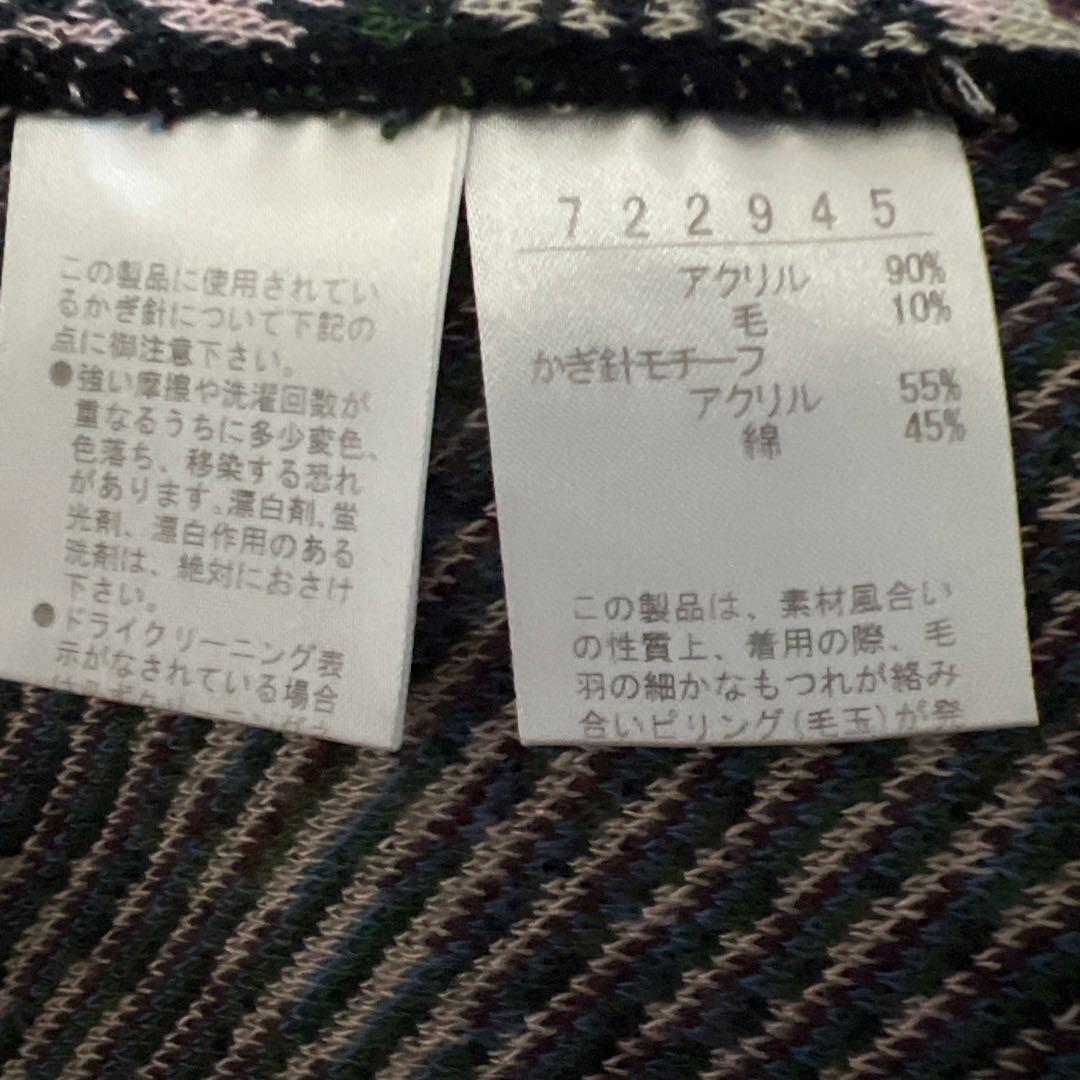 この製品に使用されてい
るかぎ針について下記の
点に御注意下さい。
●強い摩擦や洗濯回数が
重なるうちに多少変色、
色落ち、移染する恐れ
があります。漂白剤、蛍
光剤、漂白作用のある
洗剤は、絶対におさけ
下さい。
●ドライクリーニング表
示がなされている場合
722945
アクリル 90%
毛 10%
かぎ針モチーフ
アクリル 55%
綿 45%
この製品は、素材風合い
の性質上、着用の際、毛
羽の細かなもつれが絡み
合いピリング(毛玉)が発